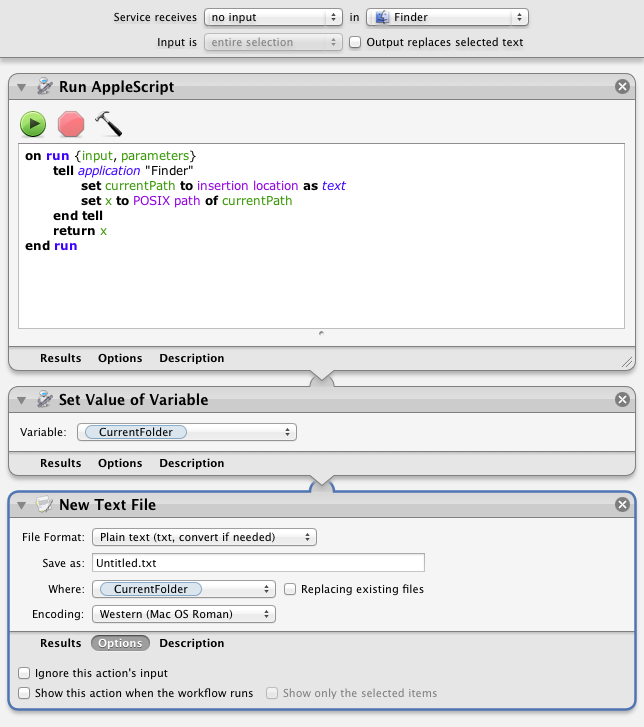 Service receives no input in Finder
Input is entire selection Output replaces selected text
Run AppleScript
on run {input, parameters}
tell application "Finder"
set currentPath to insertion location as text
set x to POSIX path of currentPath
end tell
return x
end run
Results Options Description
Set Value of Variable
Variable: CurrentFolder
Results Options Description
New Text File
File Format: Plain text (txt, convert if needed)
Save as: Untitled.txt
Where: CurrentFolder Replacing existing files
Encoding: Western (Mac OS Roman)
Results Options Description
Ignore this action's input
Show this action when the workflow runs Show only the selected items